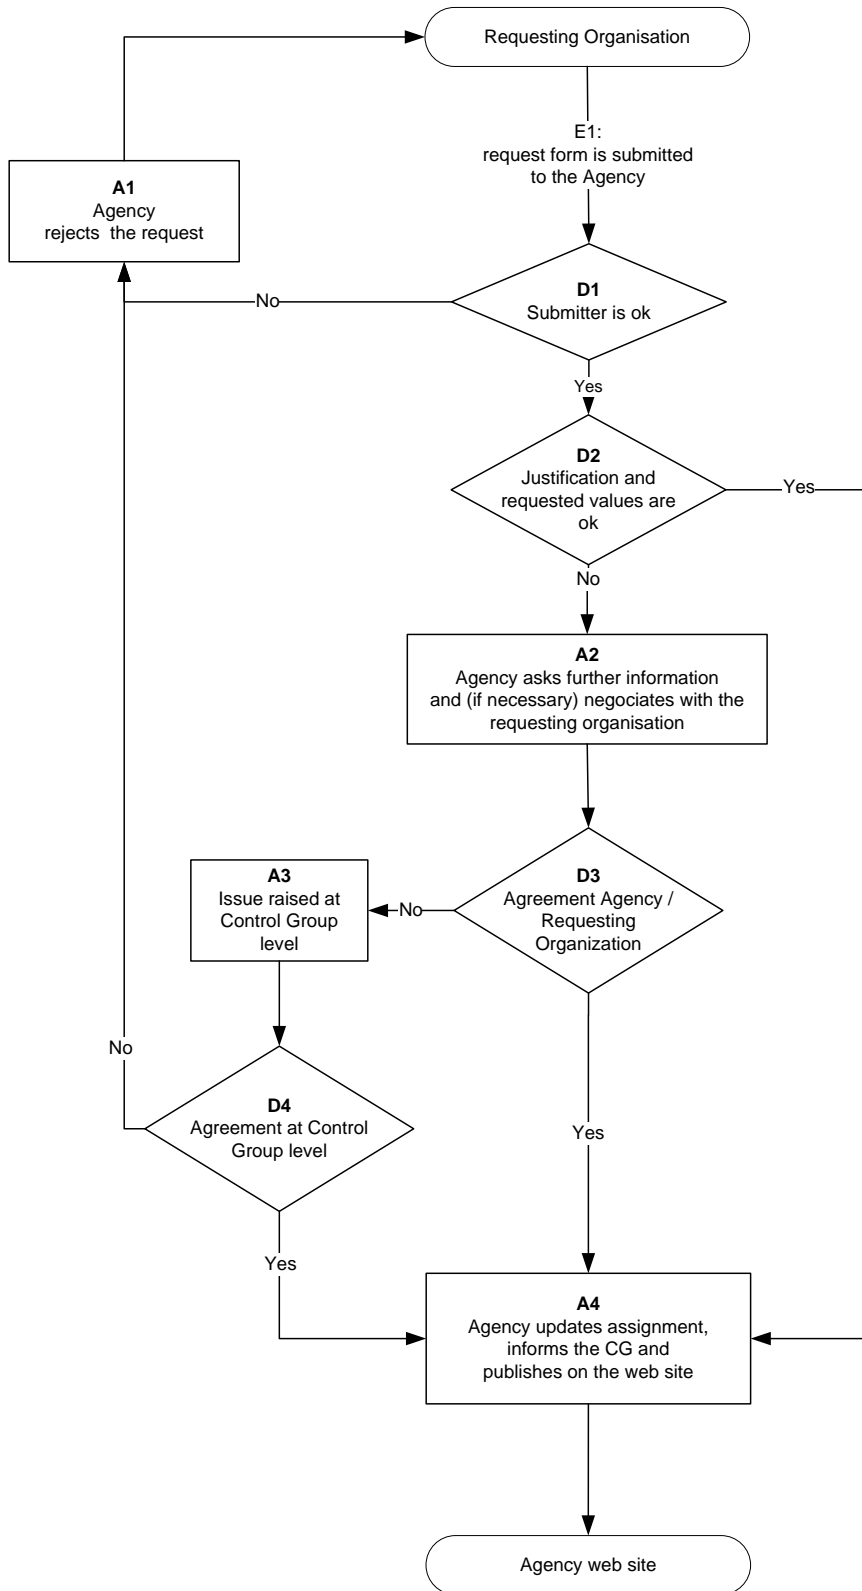 Requesting Organisation
E1:
request form is submitted
to the Agency
A1
Agency
rejects the request
D1
Submitter is ok
No
Yes
D2
Justification and
requested values are
ok
Yes
No
A2
Agency asks further information
and (if necessary) negociates with the
requesting organisation
D3
Agreement Agency /
Requesting
Organization
No
A3
Issue raised at
Control Group
level
No
D4
Agreement at Control
Group level
Yes
Yes
A4
Agency updates assignment,
informs the CG and
publishes on the web site
Agency web site